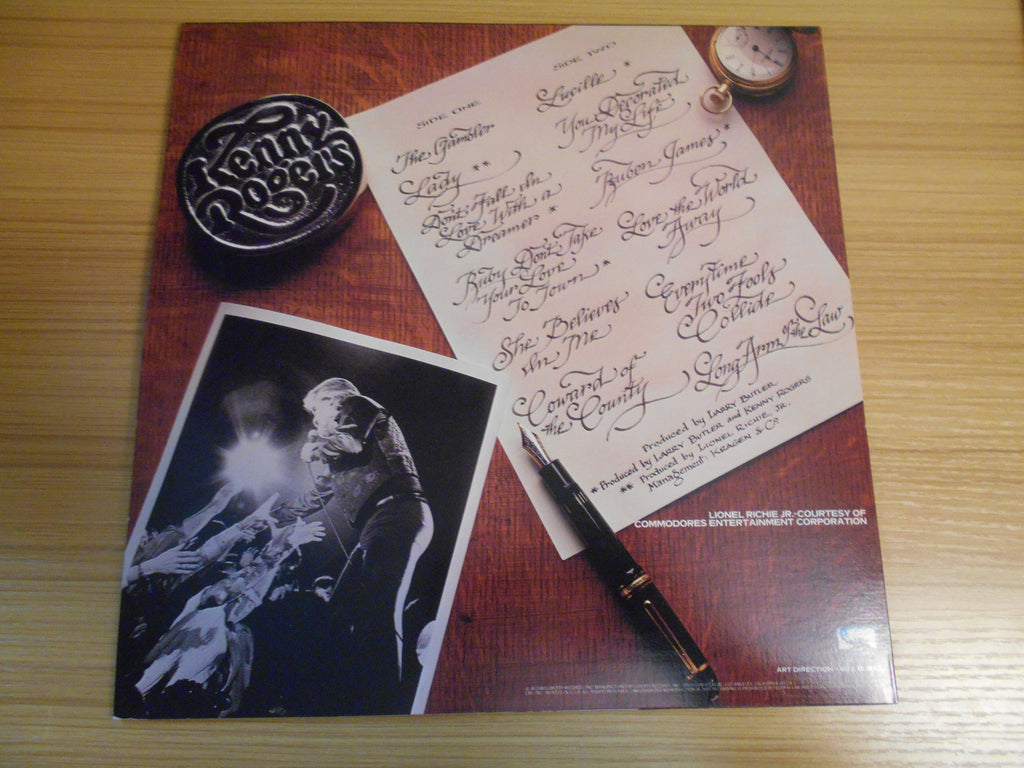 Kenny
Rogers
SIDE ONE
The Gambler
Lady **
Don't Fall In
Love With a
Dreamer *
Ruby Don't Take
Your Love
To Town *
She Believes
In Me
Coward of
the County
SIDE TWO
Lucille *
You Decorated
My Life
Ruben James *
Love the World
Away
Everytime
Two Fools
Collide
Long Arm of the Law
Produced by LARRY BUTLER
* Produced by LARRY BUTLER and KENNY ROGERS
** Produced by LIONEL RICHIE, JR.
Management: KRAGEN & Co
LIONEL RICHIE JR.-COURTESY OF
COMMODORES ENTERTAINMENT CORPORATION
ART DIRECTION